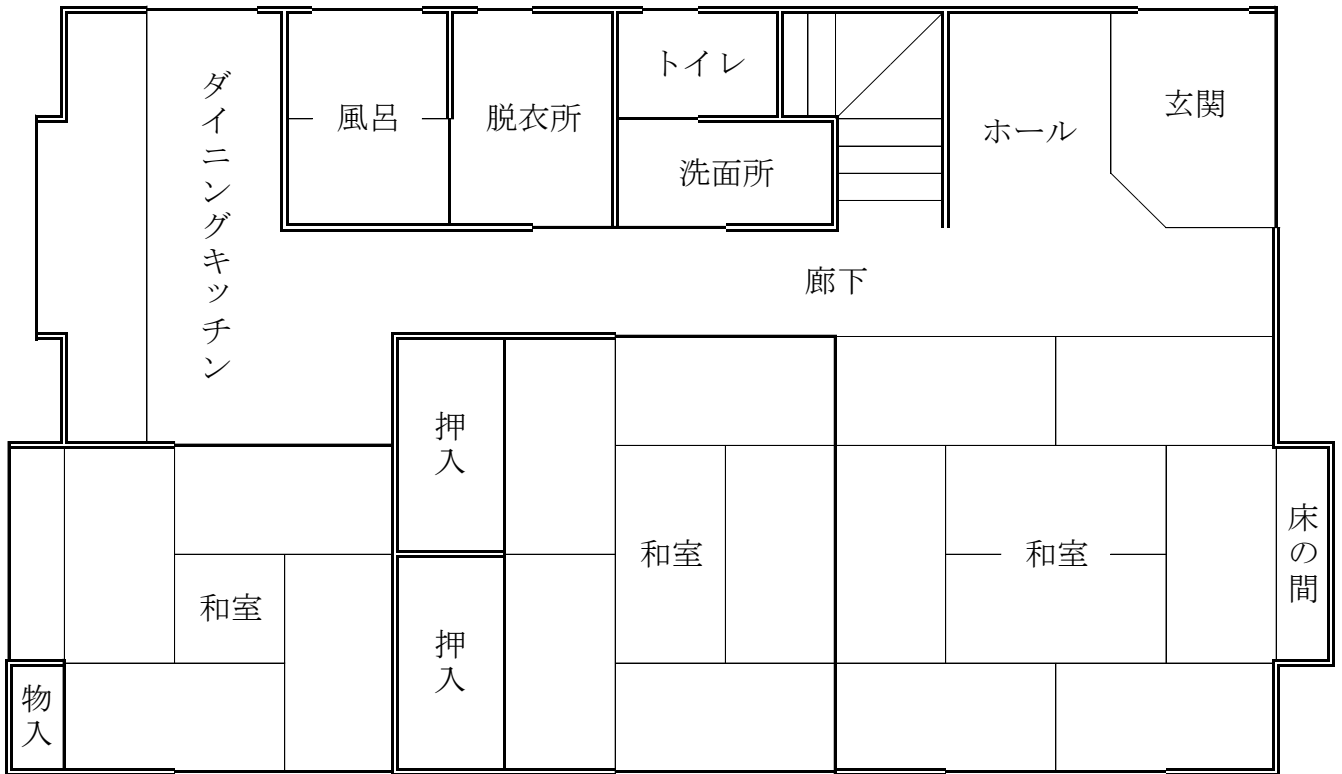 ダイニングキッチン
風呂
脱衣所
トイレ
洗面所
ホール
玄関
廊下
押入
和室
和室
床の間
和室
押入
物入